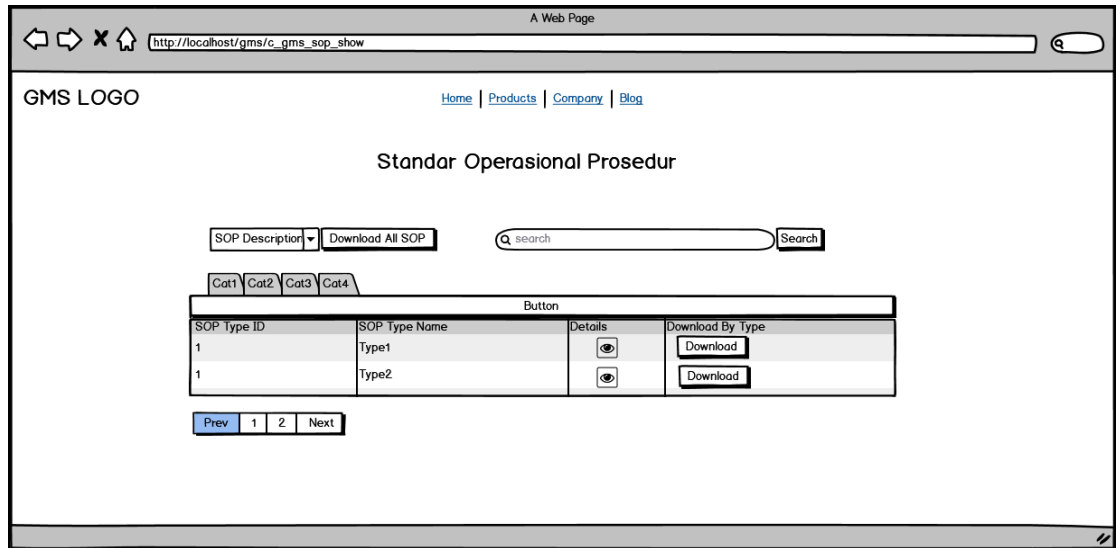 A Web Page
http://localhost/gms/c_gms_sop_show
GMS LOGO
Home | Products | Company | Blog
Standar Operasional Prosedur
SOP Description Download All SOP search Search
Cat1 Cat2 Cat3 Cat4
Button
SOP Type ID SOP Type Name Details Download By Type
1 Type1 Download
1 Type2 Download
Prev 1 2 Next